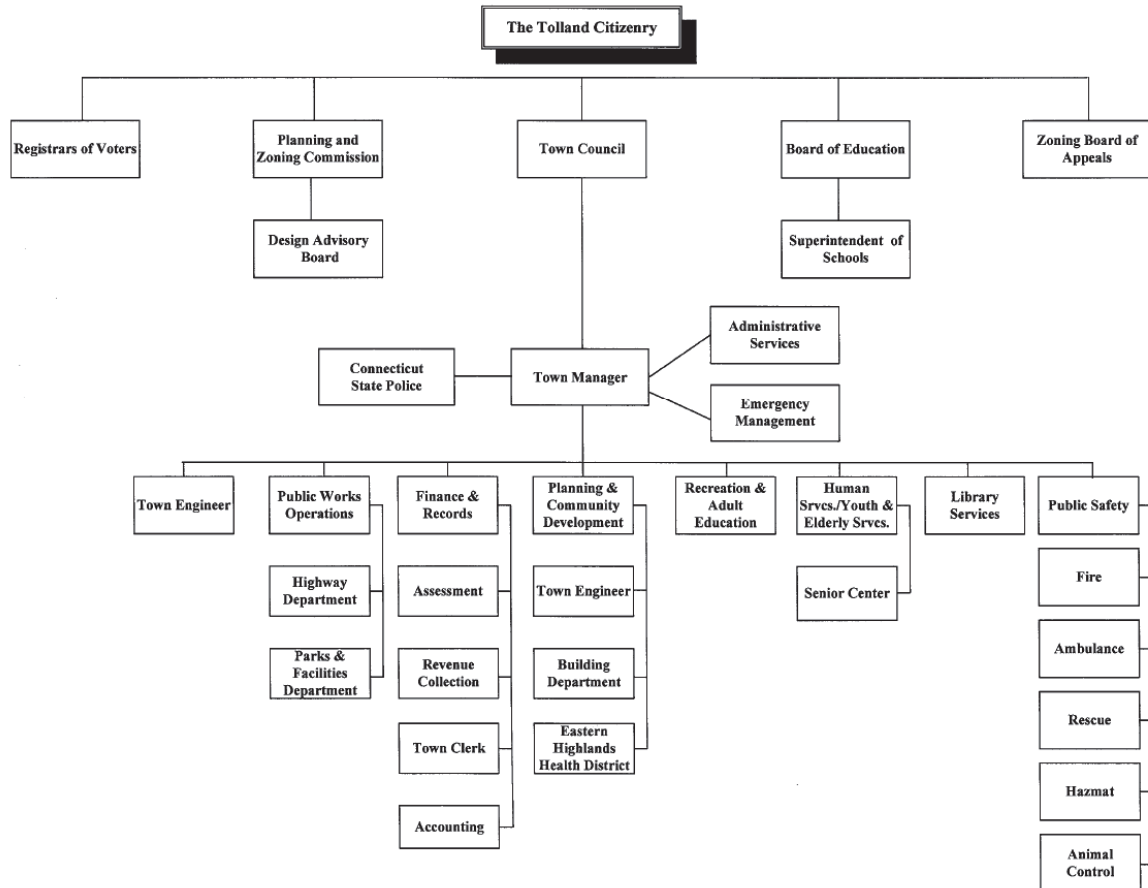 The Tolland Citizenry
Registrars of Voters
Planning and
Zoning Commission
Town Council
Board of Education
Zoning Board of
Appeals
Design Advisory
Board
Superintendent of
Schools
Administrative
Services
Connecticut
State Police
Town Manager
Emergency
Management
Town Engineer
Public Works
Operations
Finance &
Records
Planning &
Community
Development
Recreation &
Adult
Education
Human
Srvcs./Youth &
Elderly Srvcs.
Library
Services
Public Safety
Highway
Department
Assessment
Town Engineer
Senior Center
Fire
Parks &
Facilities
Department
Revenue
Collection
Building
Department
Ambulance
Town Clerk
Eastern
Highlands
Health District
Rescue
Accounting
Hazmat
Animal
Control